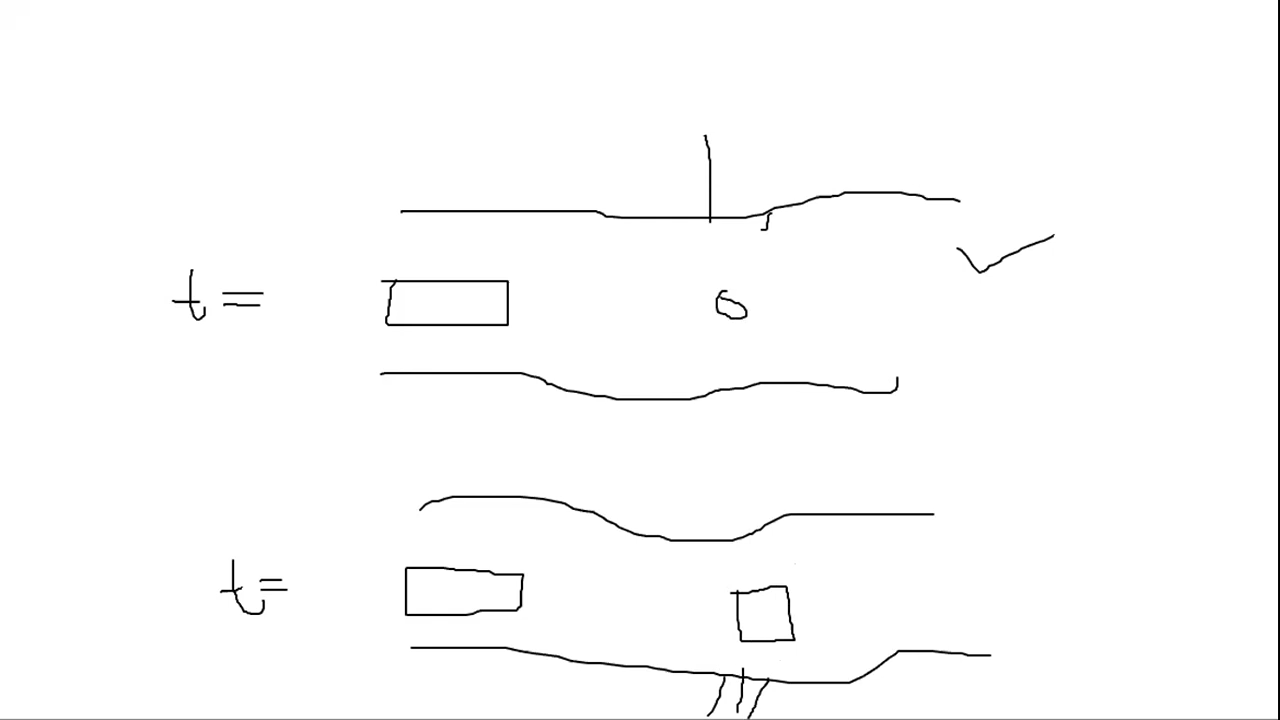 t =
t =